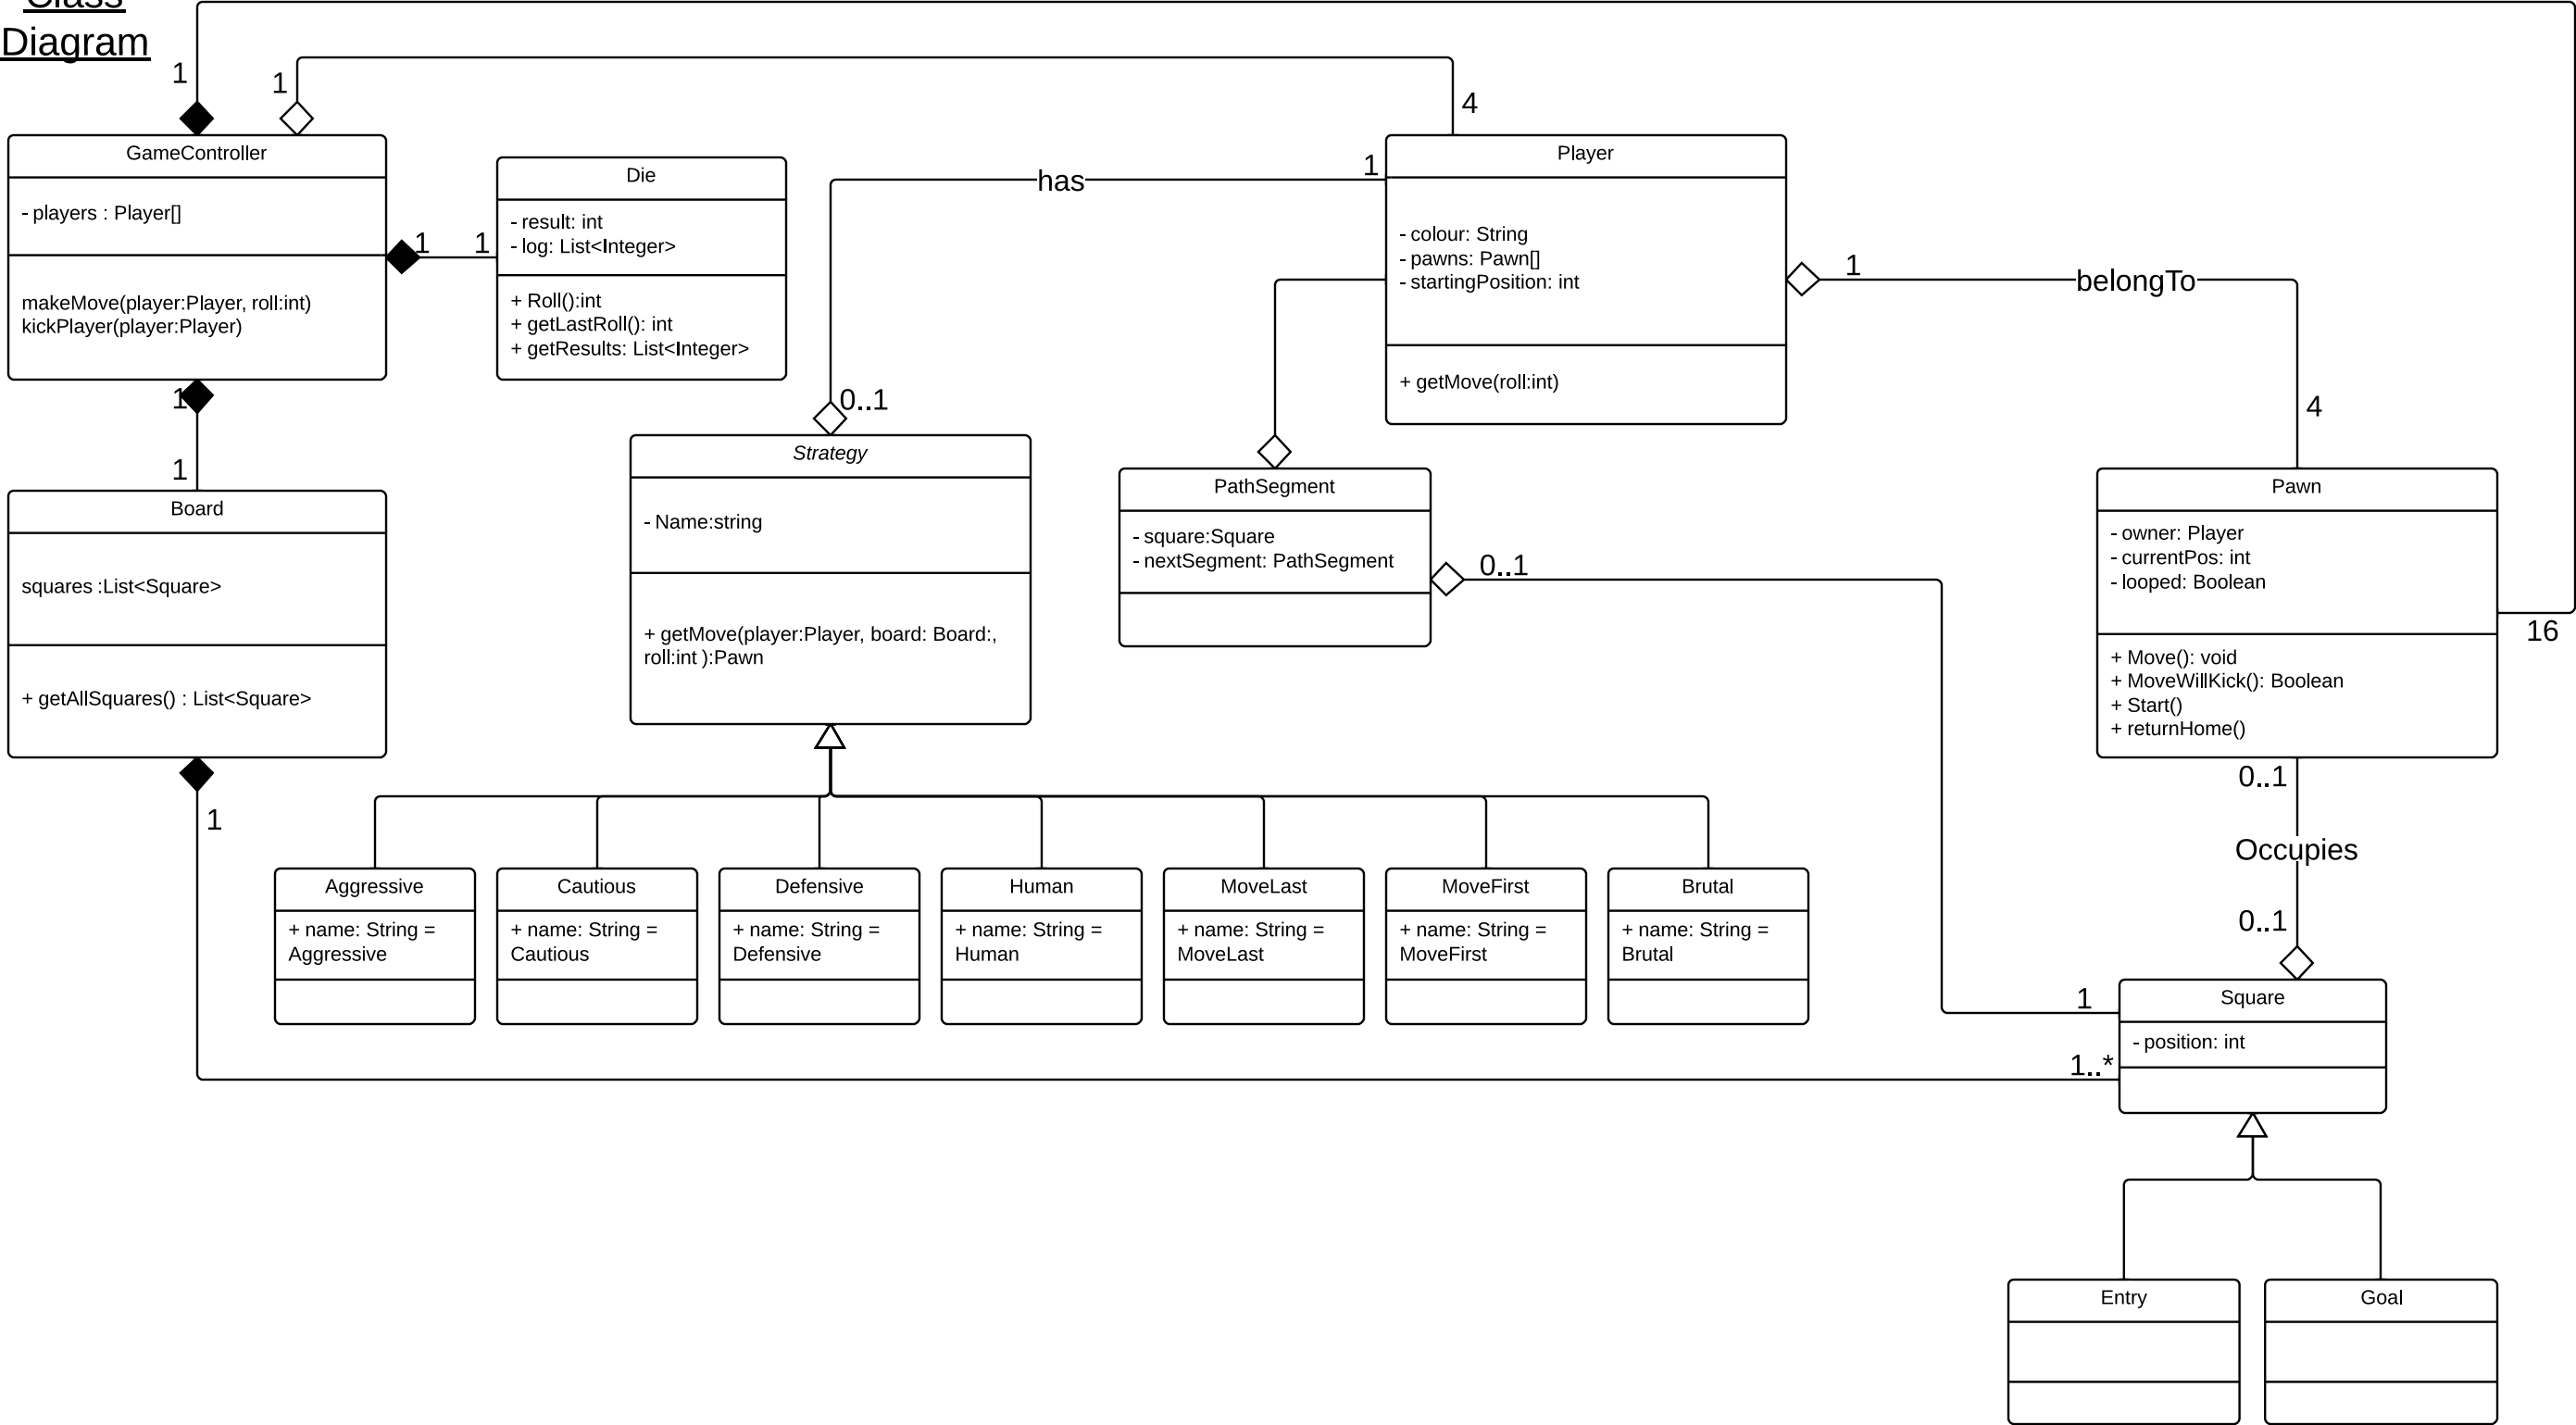 Class
Diagram
1
1
4
GameController
- players : Player[]
makeMove(player:Player, roll:int)
kickPlayer(player:Player)
1
1
Die
- result: int
- log: List<Integer>
+ Roll():int
+ getLastRoll(): int
+ getResults: List<Integer>
has
1
0..1
Player
- colour: String
- pawns: Pawn[]
- startingPosition: int
+ getMove(roll:int)
1
belongTo
4
1
1
Board
squares :List<Square>
+ getAllSquares() : List<Square>
1
Strategy
- Name:string
+ getMove(player:Player, board: Board:,
roll:int ):Pawn
PathSegment
- square:Square
- nextSegment: PathSegment
0..1
Pawn
- owner: Player
- currentPos: int
- looped: Boolean
+ Move(): void
+ MoveWillKick(): Boolean
+ Start()
+ returnHome()
16
0..1
Occupies
0..1
Aggressive
+ name: String =
Aggressive
Cautious
+ name: String =
Cautious
Defensive
+ name: String =
Defensive
Human
+ name: String =
Human
MoveLast
+ name: String =
MoveLast
MoveFirst
+ name: String =
MoveFirst
Brutal
+ name: String =
Brutal
1
1..*
Square
- position: int
Entry
Goal